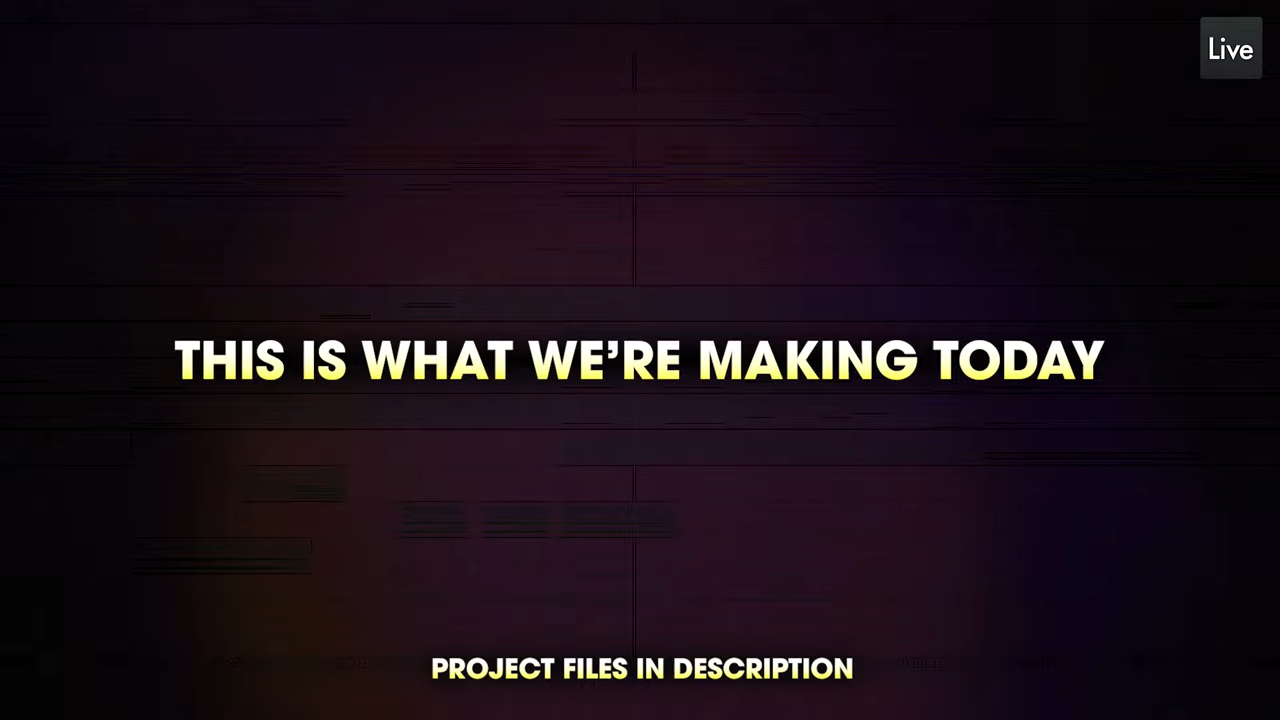 Live
THIS IS WHAT WE’RE MAKING TODAY
PROJECT FILES IN DESCRIPTION